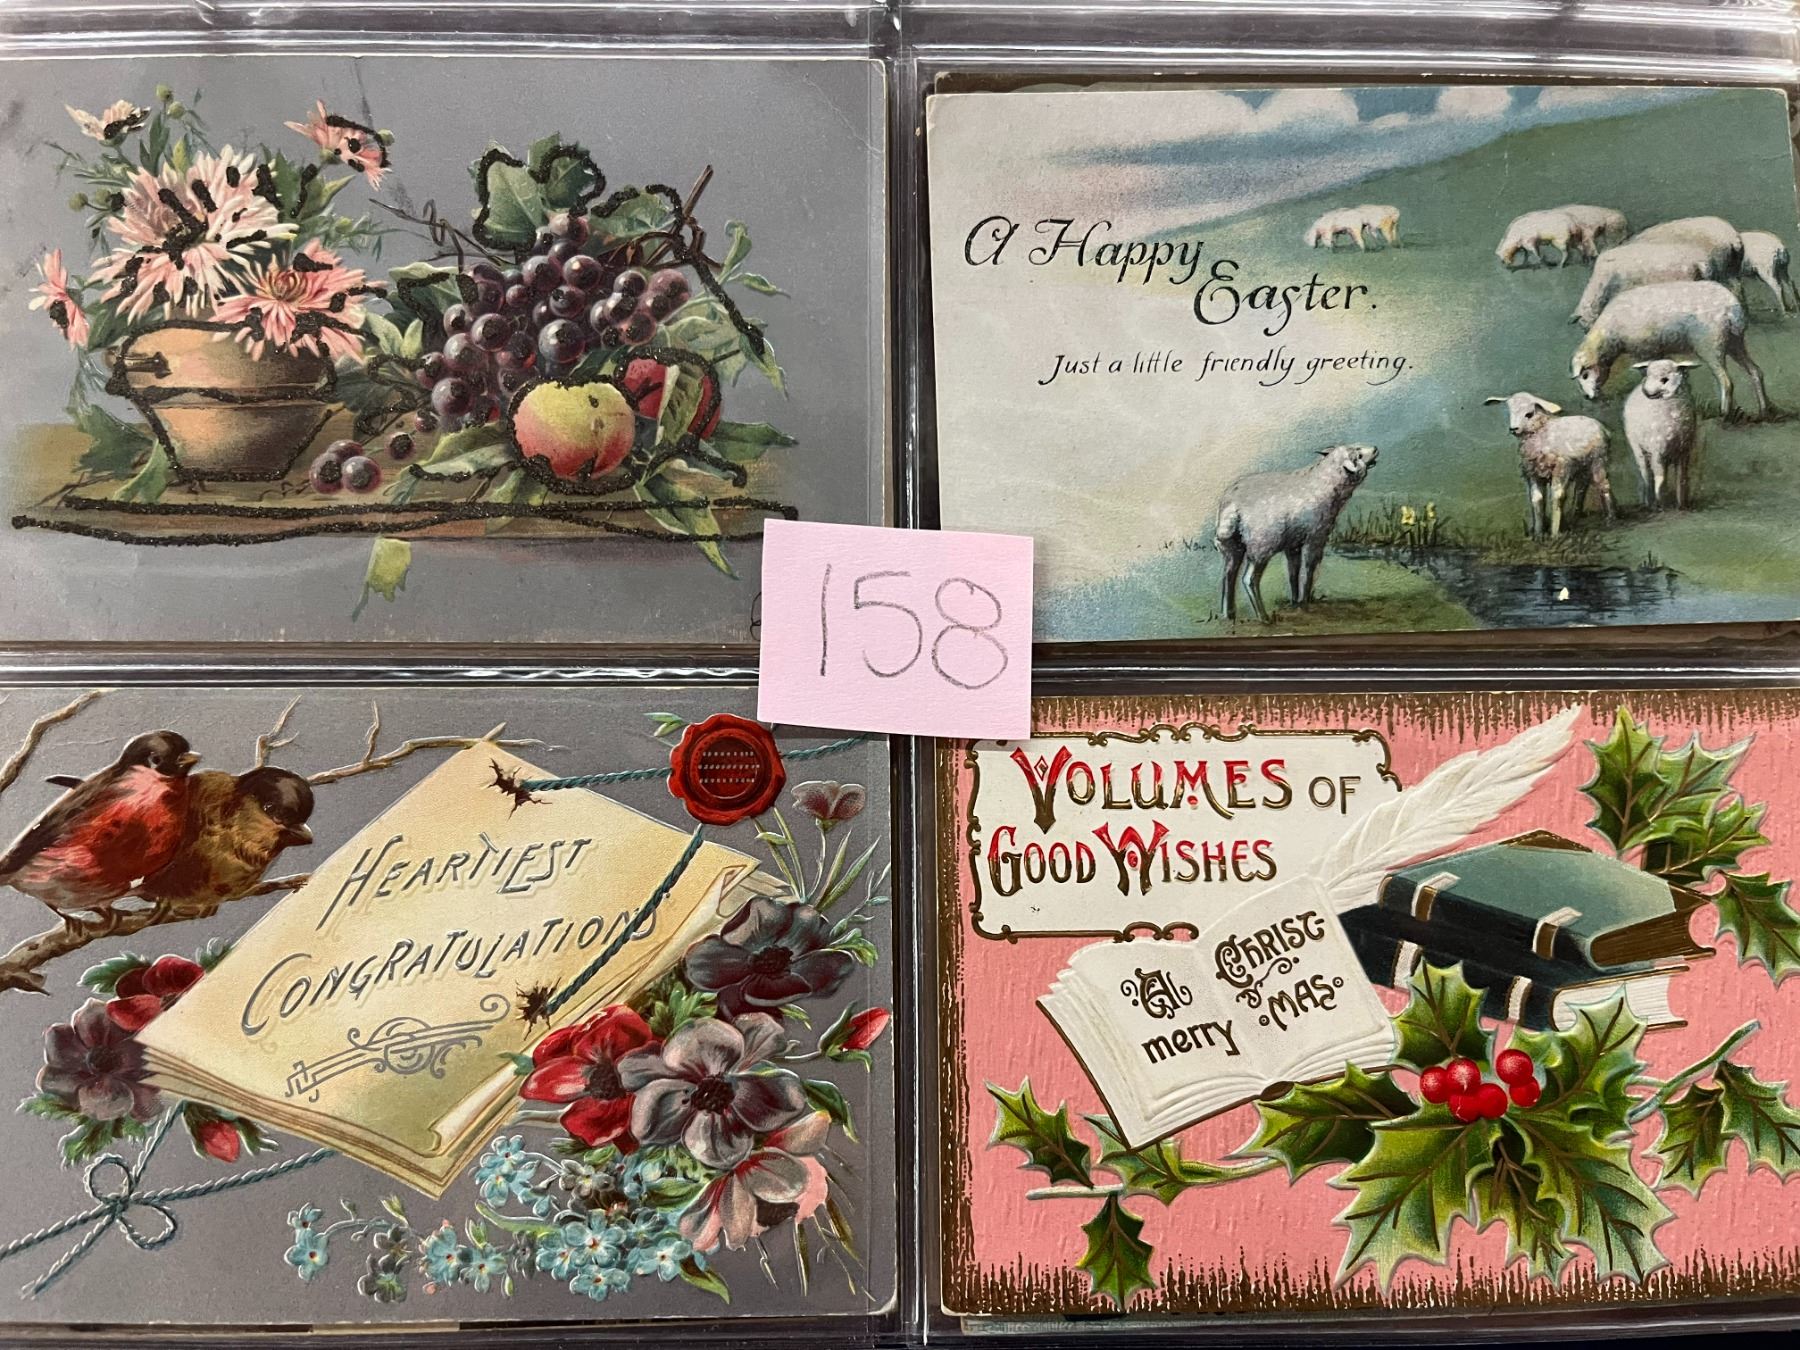 A Happy
Easter.
Just a little friendly greeting.
158
HEARTIEST
CONGRATULATIONS.
VOLUMES OF
GOOD WISHES
A
merry
CHRIST-
MAS